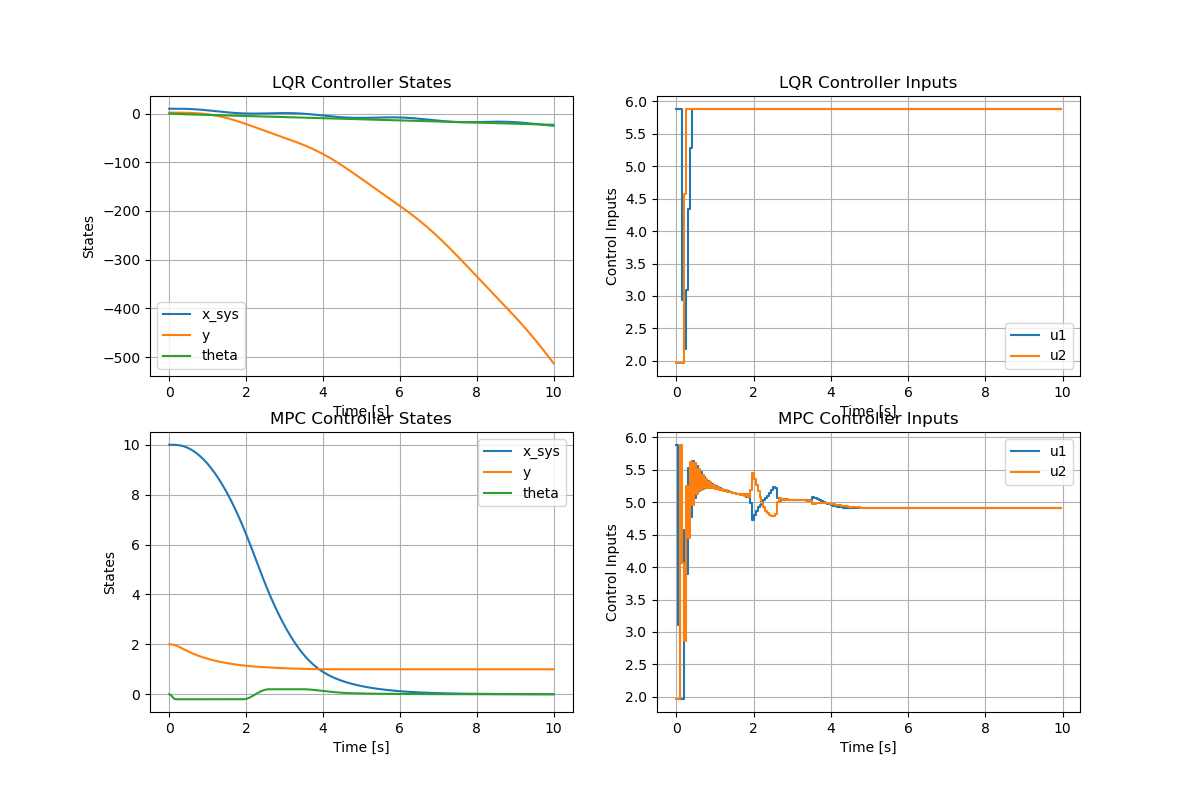 LQR Controller States
States
0
−100
−200
−300
−400
−500
x_sys
y
theta
0 2 4 6 8 10
Time [s]
LQR Controller Inputs
Control Inputs
6.0
5.5
5.0
4.5
4.0
3.5
3.0
2.5
2.0
u1
u2
0 2 4 6 8 10
Time [s]
MPC Controller States
States
10
8
6
4
2
0
x_sys
y
theta
0 2 4 6 8 10
Time [s]
MPC Controller Inputs
Control Inputs
6.0
5.5
5.0
4.5
4.0
3.5
3.0
2.5
2.0
u1
u2
0 2 4 6 8 10
Time [s]